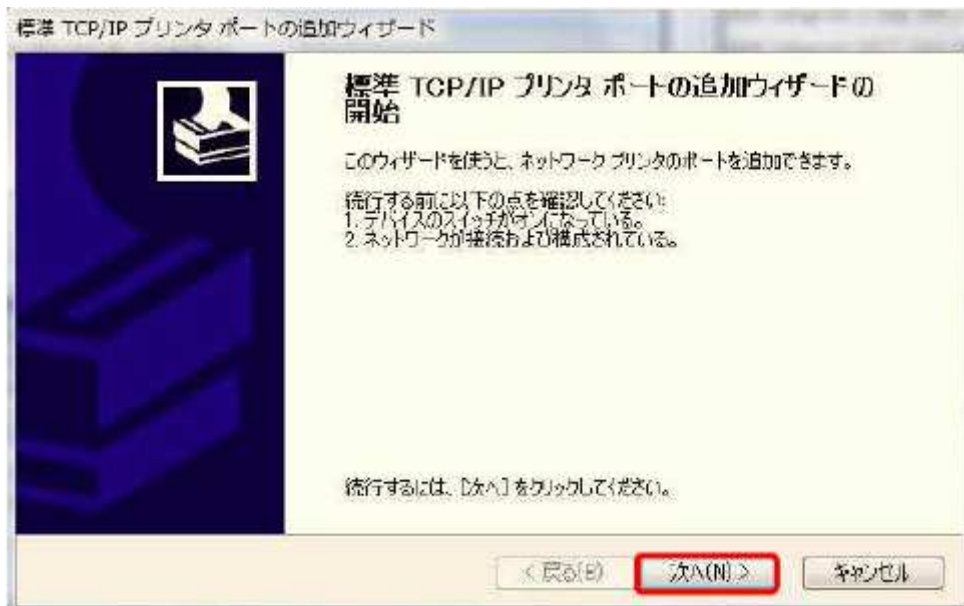 標準 TCP/IP プリンタ ポートの追加ウィザード
標準 TCP/IP プリンタ ポートの追加ウィザードの
開始
このウィザードを使うと、ネットワーク プリンタのポートを追加できます。
続行する前に以下の点を確認してください:
1. デバイスのスイッチがオンになっている。
2. ネットワークが接続および構成されている。
続行するには、[次へ] をクリックしてください。
< 戻る(B)
次へ(N) >
キャンセル